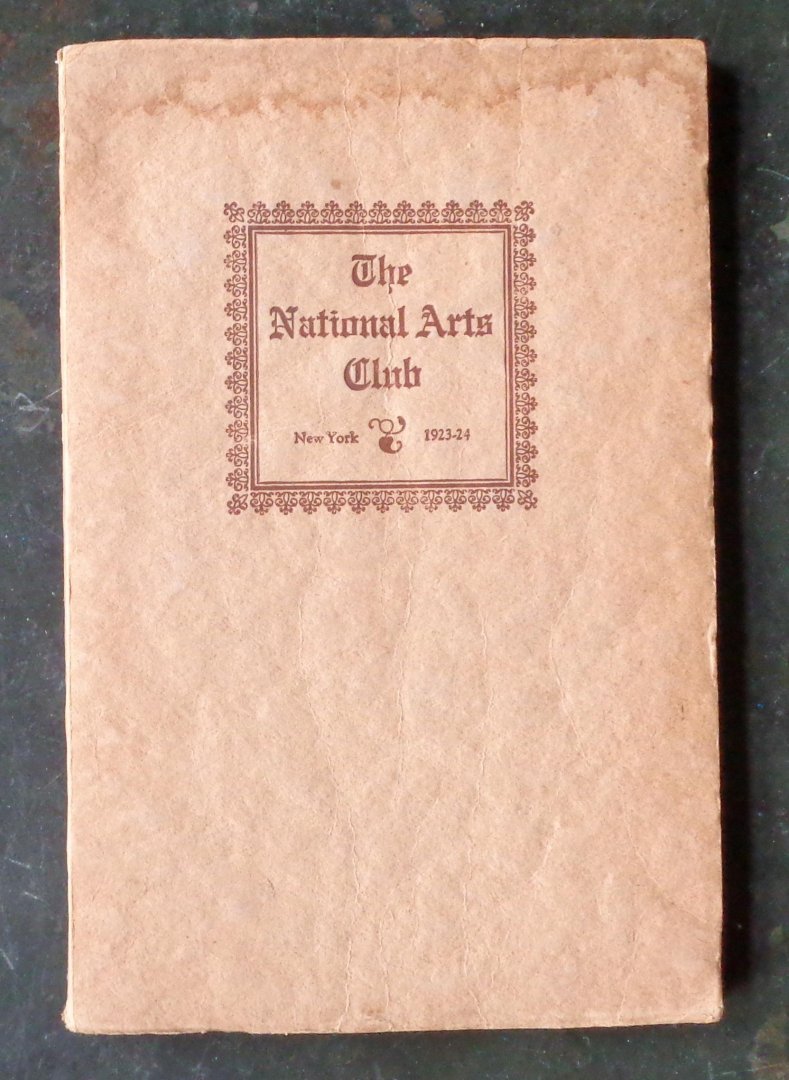 The
National Arts
Club
New York 1923-24